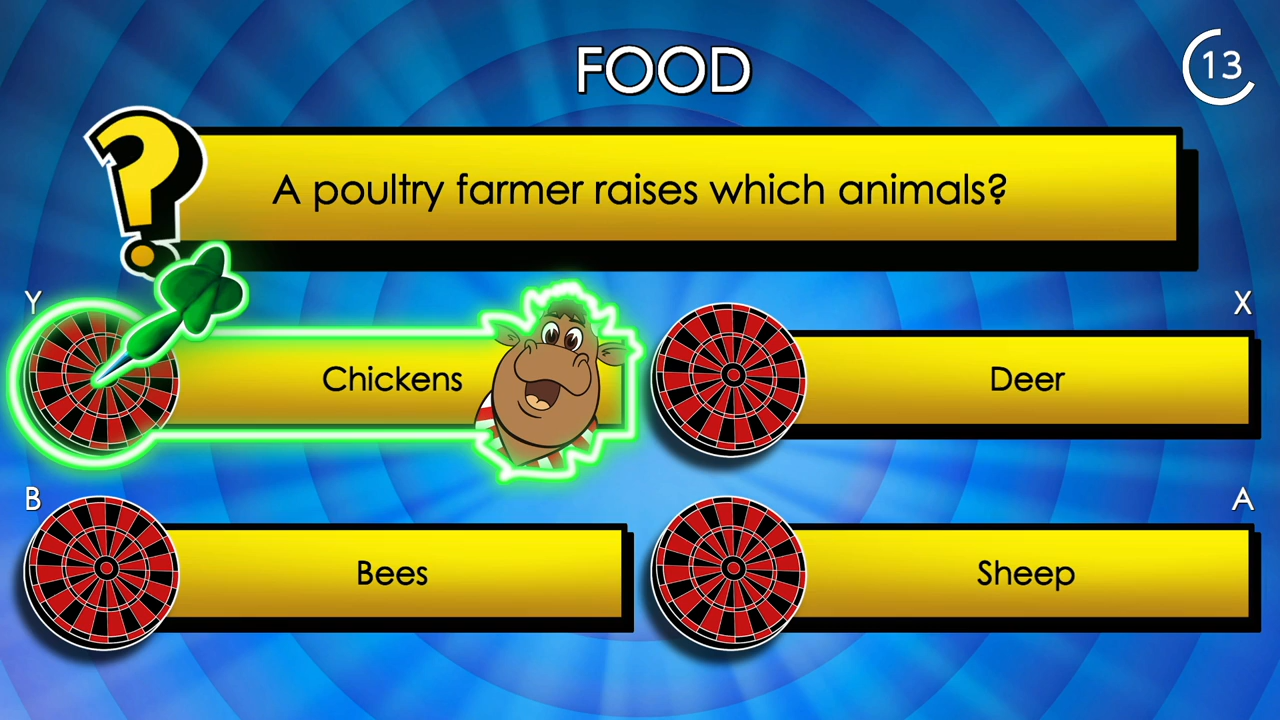 FOOD
13
?
A poultry farmer raises which animals?
Y
Chickens
X
Deer
B
Bees
A
Sheep